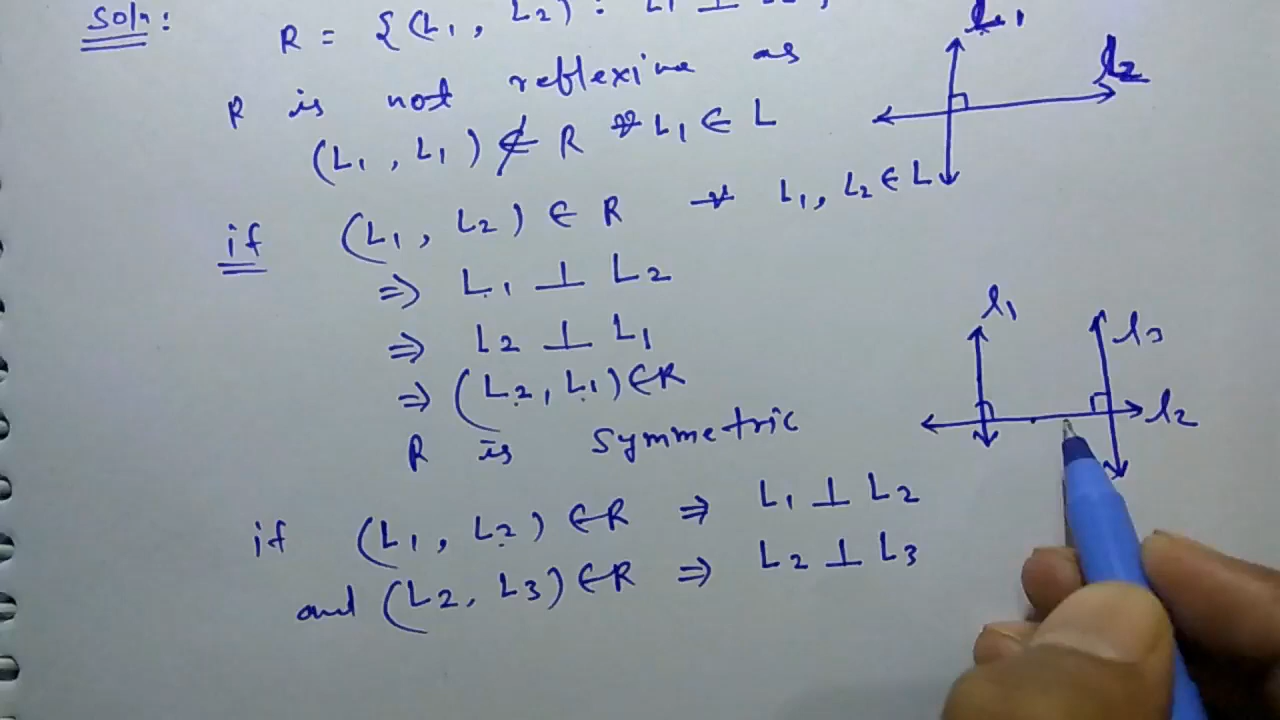 Soln:
R = {(L1, L2) : L1 ⊥
R is not reflexive as
(L1, L1) ∉ R ∀ L1 ∈ L
if (L1, L2) ∈ R ∀ L1, L2 ∈ L
⇒ L1 ⊥ L2
⇒ L2 ⊥ L1
⇒ (L2, L1) ∈ R
R is symmetric
if (L1, L2) ∈ R ⇒ L1 ⊥ L2
and (L2, L3) ∈ R ⇒ L2 ⊥ L3
l1
l2
l1
l3
l2